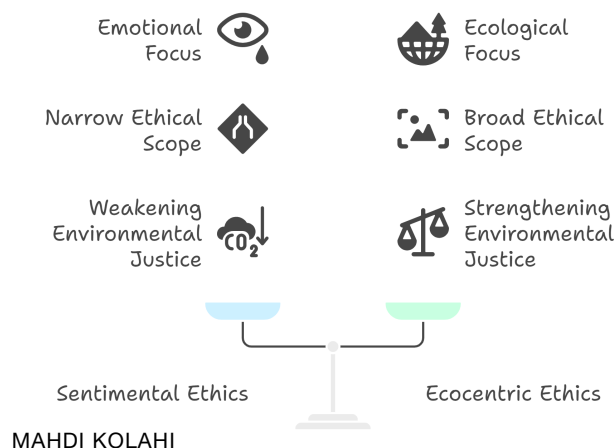 Emotional
Focus
Ecological
Focus
Narrow Ethical
Scope
Broad Ethical
Scope
Weakening
Environmental
Justice
CO2
Strengthening
Environmental
Justice
Sentimental Ethics
Ecocentric Ethics
MAHDI KOLAHI